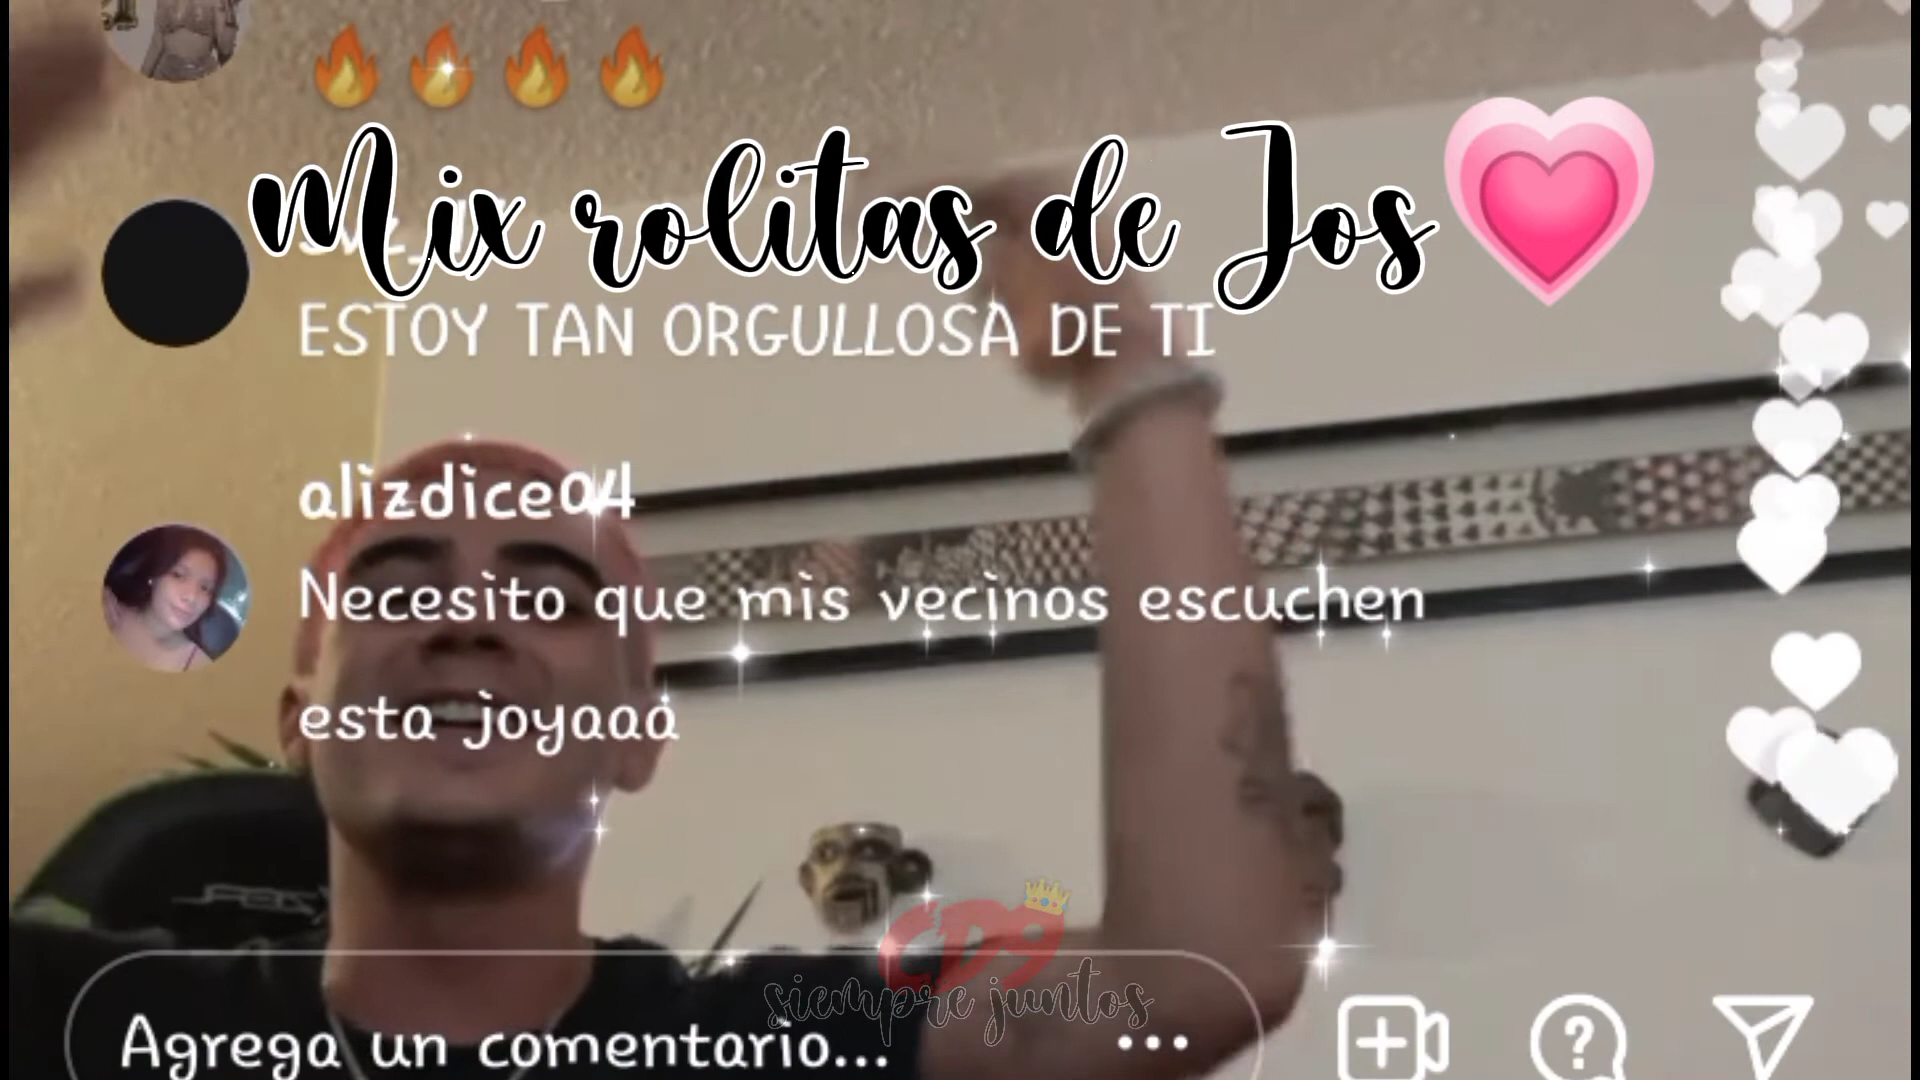 Mix rolitas de Jos
ESTOY TAN ORGULLOSA DE TI
alizdice04
Necesito que mis vecinos escuchen
esta joyaaa
CD9
siempre juntos
Agrega un comentario...